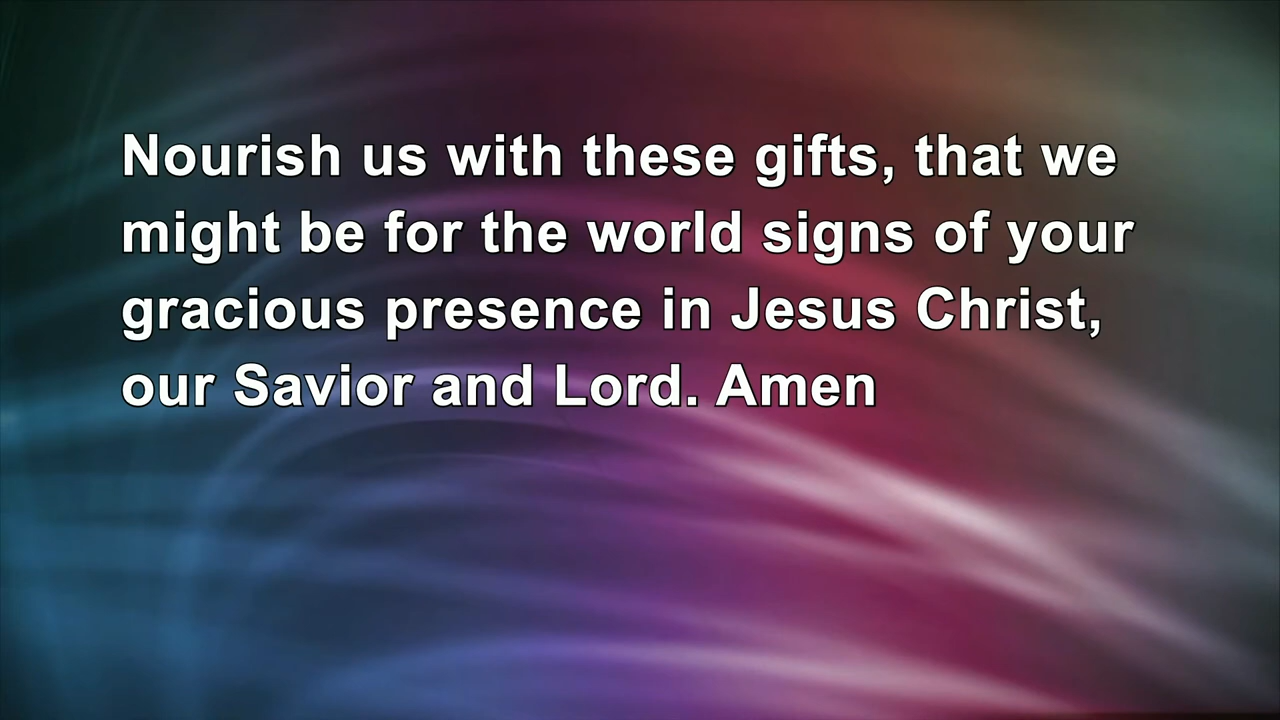 Nourish us with these gifts, that we
might be for the world signs of your
gracious presence in Jesus Christ,
our Savior and Lord. Amen